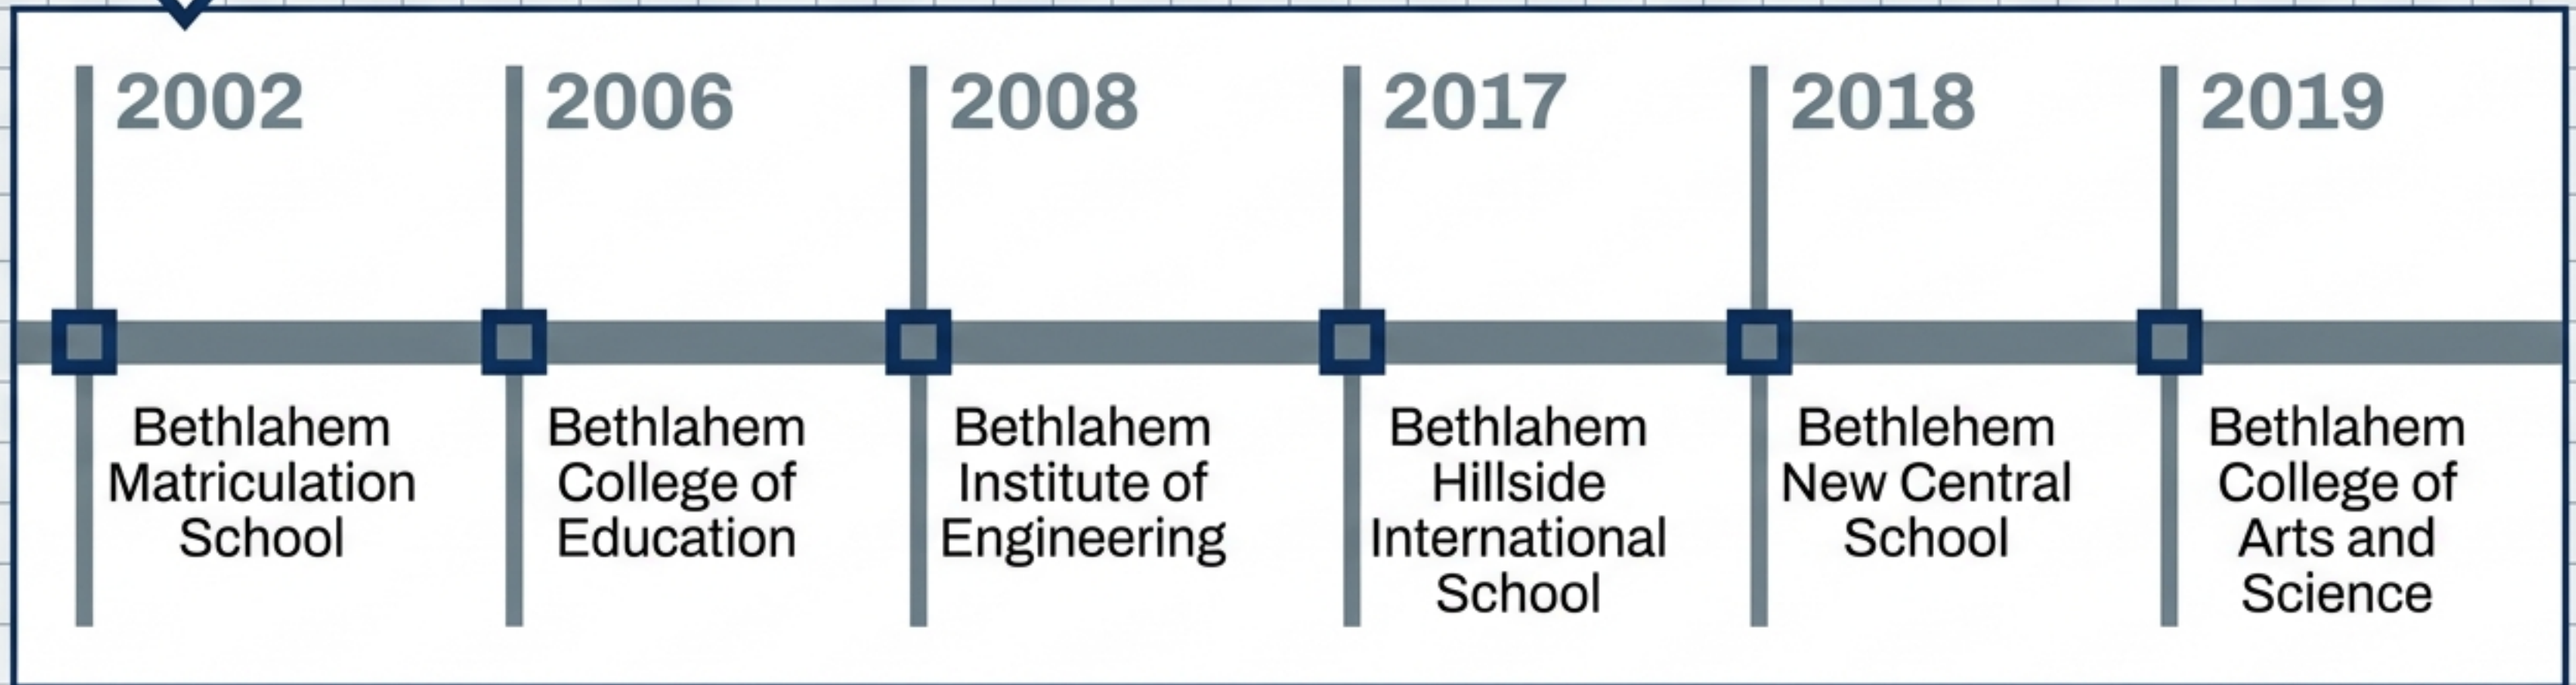 2002
Bethlahem
Matriculation
School
2006
Bethlahem
College of
Education
2008
Bethlahem
Institute of
Engineering
2017
Bethlahem
Hillside
International
School
2018
Bethlehem
New Central
School
2019
Bethlahem
College of
Arts and
Science